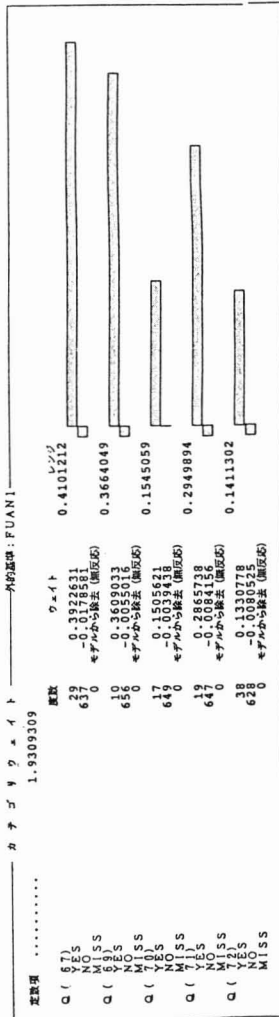 カ テ ゴ リ ウ ェ イ ト 外的基準:FUAN1
定数項 ........... 1.9309309
度数 ウェイト レンジ
Q ( 67) 0.4101212
YES 29 0.3922631
NO 637 -0.0178581
MISS 0 モデルから除去 (無反応)
Q ( 69) 0.3664049
YES 10 0.3609033
NO 656 -0.0055016
MISS 0 モデルから除去 (無反応)
Q ( 70) 0.1545059
YES 17 0.1505621
NO 649 -0.0039438
MISS 0 モデルから除去 (無反応)
Q ( 71) 0.2949894
YES 19 0.2865738
NO 647 -0.0084156
MISS 0 モデルから除去 (無反応)
Q ( 72) 0.1411302
YES 38 0.1330778
NO 628 -0.0080525
MISS 0 モデルから除去 (無反応)